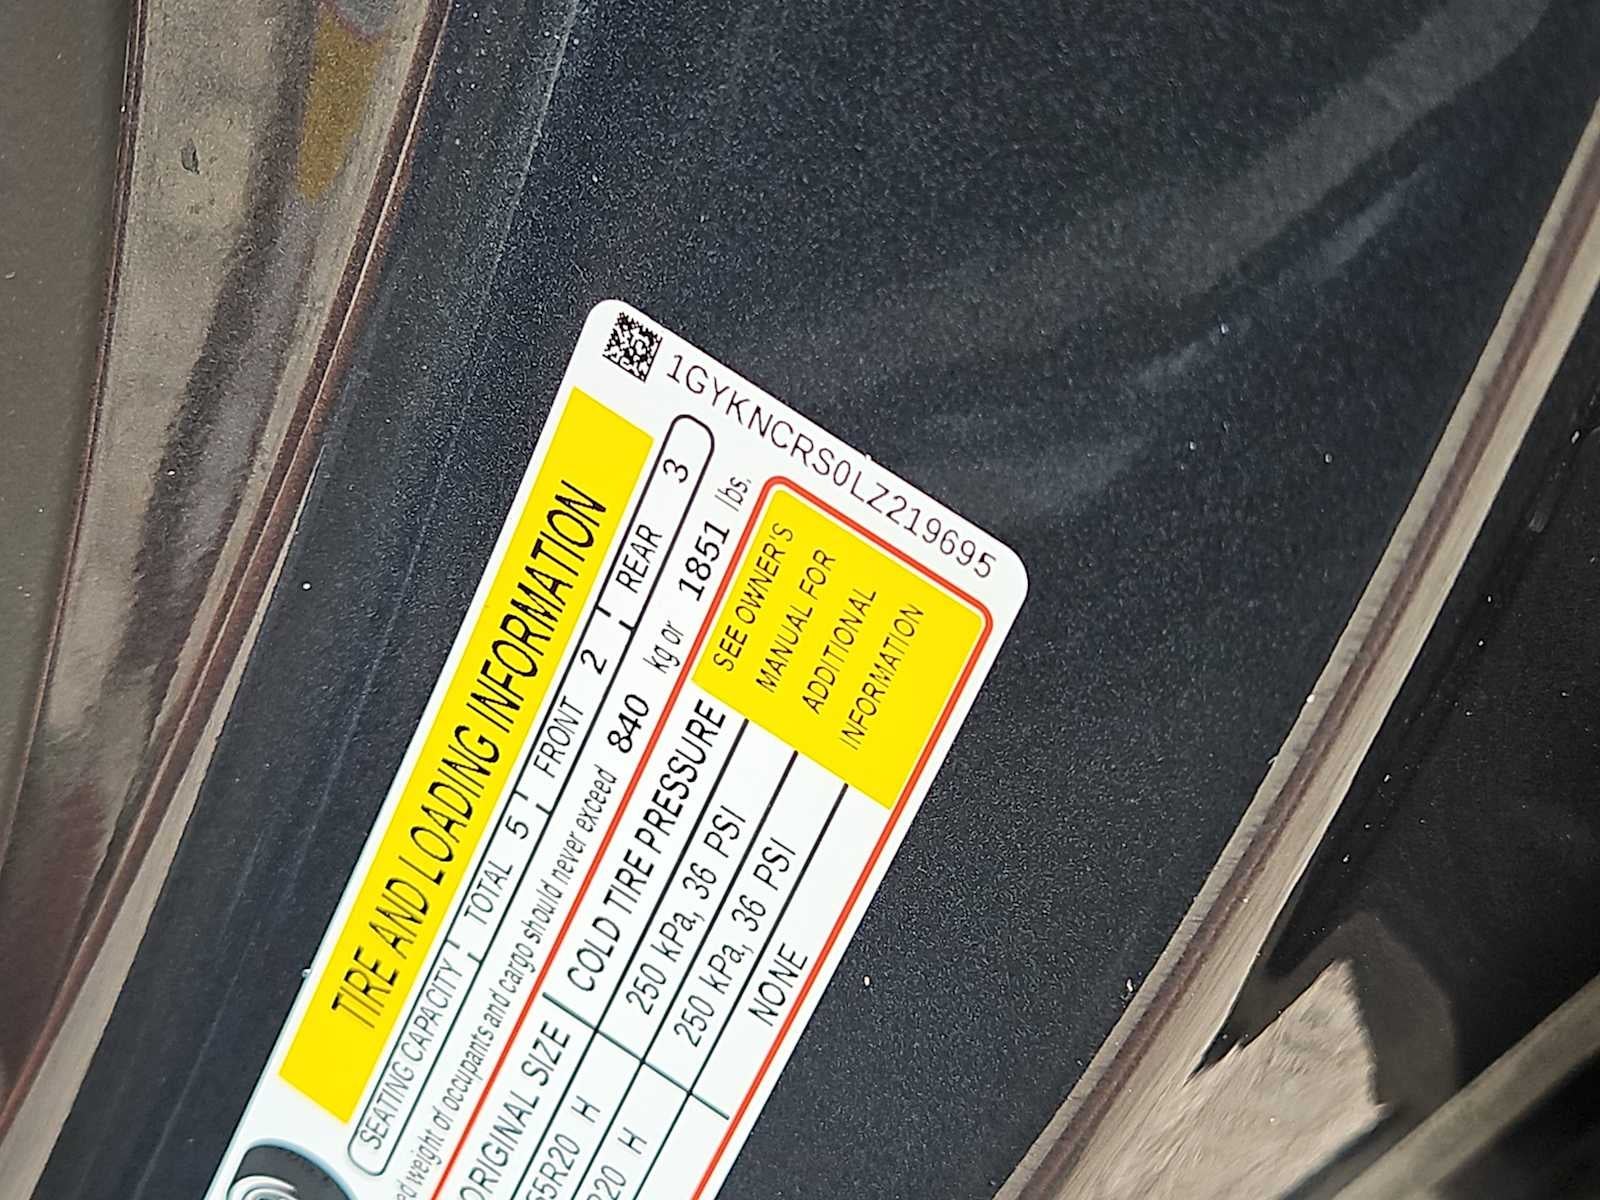 1GYKNCRS0LZ219695
TIRE AND LOADING INFORMATION
SEATING CAPACITY TOTAL 5 FRONT 2 REAR 3
weight of occupants and cargo should never exceed 840 kg or 1851 lbs.
ORIGINAL SIZE COLD TIRE PRESSURE
55R20 H 250 kPa, 36 PSI
R20 H 250 kPa, 36 PSI
NONE
SEE OWNER'S
MANUAL FOR
ADDITIONAL
INFORMATION